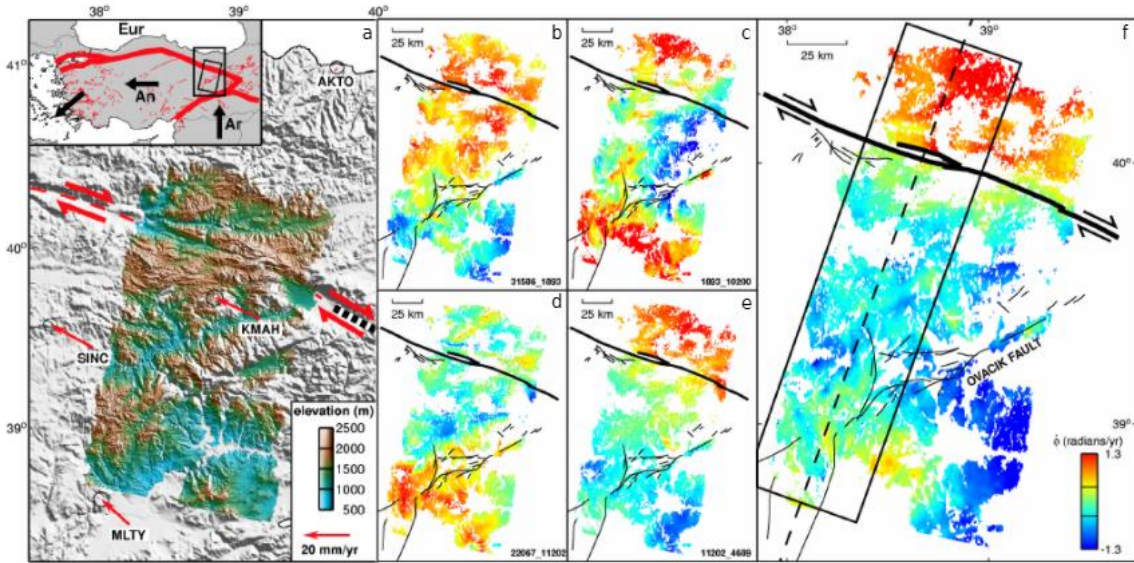 38°
39°
40°
Eur
a
An
Ar
41°
AKTO
40°
KMAH
SINC
39°
MLTY
elevation (m)
2500
2000
1500
1000
500
20 mm/yr
25 km
b
31586_1893
25 km
c
1893_10200
25 km
d
22067_11202
25 km
e
11202_4689
38°
39°
f
25 km
40°
OVACIK FAULT
39°
ϕ̇ (radians/yr)
1.3
-1.3